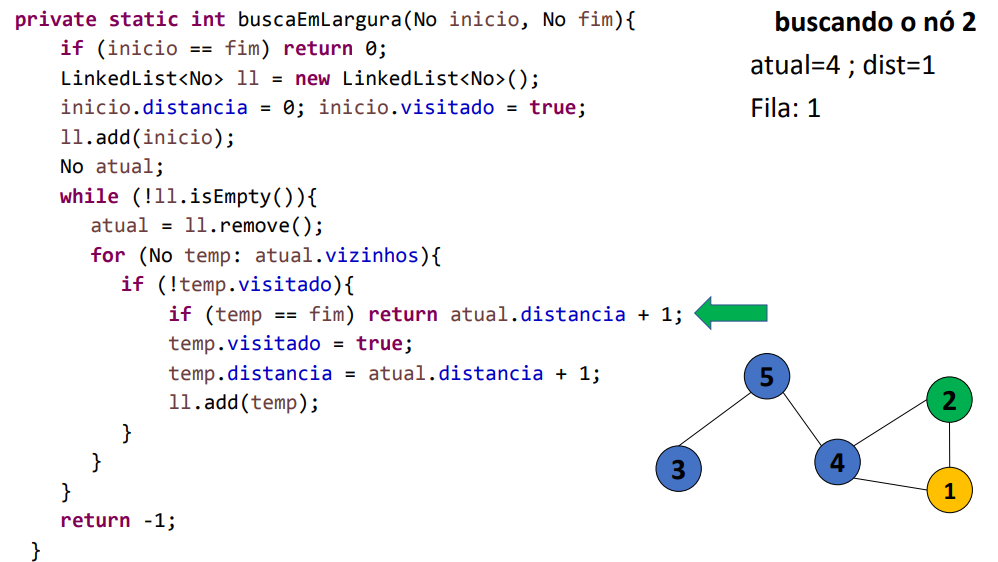 private static int buscaEmLargura(No inicio, No fim){
if (inicio == fim) return 0;
LinkedList<No> ll = new LinkedList<No>();
inicio.distancia = 0; inicio.visitado = true;
ll.add(inicio);
No atual;
while (!ll.isEmpty()){
atual = ll.remove();
for (No temp: atual.vizinhos){
if (!temp.visitado){
if (temp == fim) return atual.distancia + 1;
temp.visitado = true;
temp.distancia = atual.distancia + 1;
ll.add(temp);
}
}
}
return -1;
}
buscando o nó 2
atual=4 ; dist=1
Fila: 1
5
2
3
4
1